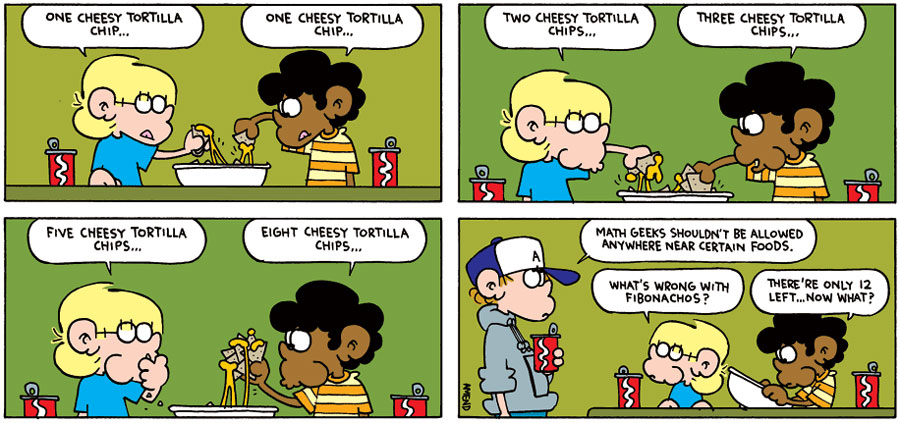 ONE CHEESY TORTILLA
CHIP...
ONE CHEESY TORTILLA
CHIP...
TWO CHEESY TORTILLA
CHIPS...
THREE CHEESY TORTILLA
CHIPS...
FIVE CHEESY TORTILLA
CHIPS...
EIGHT CHEESY TORTILLA
CHIPS...
MATH GEEKS SHOULDN'T BE ALLOWED
ANYWHERE NEAR CERTAIN FOODS.
WHAT'S WRONG WITH
FIBONACHOS?
THERE'RE ONLY 12
LEFT...NOW WHAT?
A
AMEND